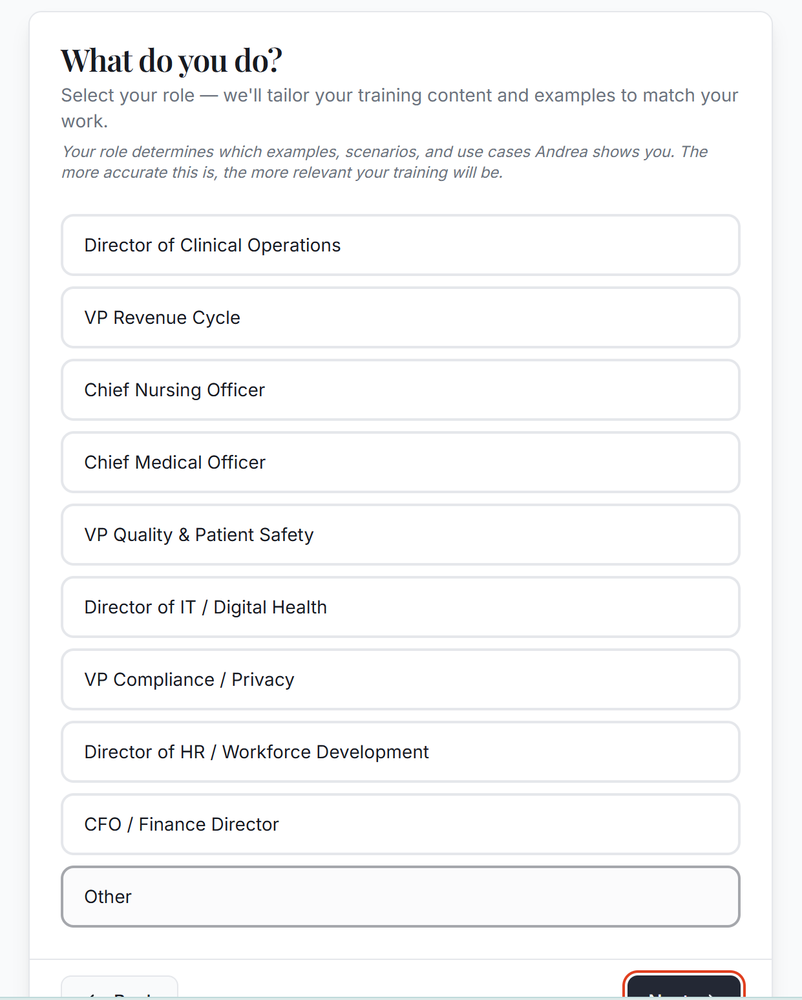 What do you do?
Select your role — we'll tailor your training content and examples to match your
work.
Your role determines which examples, scenarios, and use cases Andrea shows you. The
more accurate this is, the more relevant your training will be.
Director of Clinical Operations
VP Revenue Cycle
Chief Nursing Officer
Chief Medical Officer
VP Quality & Patient Safety
Director of IT / Digital Health
VP Compliance / Privacy
Director of HR / Workforce Development
CFO / Finance Director
Other